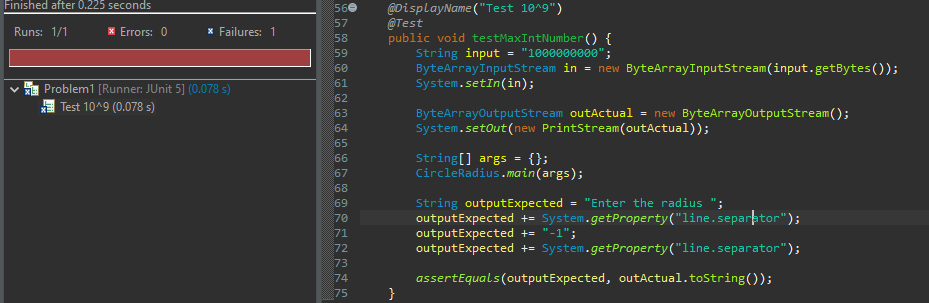 Finished after 0.225 seconds
Runs: 1/1 Errors: 0 Failures: 1
Problem1 [Runner: JUnit 5] (0.078 s)
Test 10^9 (0.078 s)
56 @DisplayName("Test 10^9")
57 @Test
58 public void testMaxIntNumber() {
59 String input = "1000000000";
60 ByteArrayInputStream in = new ByteArrayInputStream(input.getBytes());
61 System.setIn(in);
62
63 ByteArrayOutputStream outActual = new ByteArrayOutputStream();
64 System.setOut(new PrintStream(outActual));
65
66 String[] args = {};
67 CircleRadius.main(args);
68
69 String outputExpected = "Enter the radius ";
70 outputExpected += System.getProperty("line.separator");
71 outputExpected += "-1";
72 outputExpected += System.getProperty("line.separator");
73
74 assertEquals(outputExpected, outActual.toString());
75 }